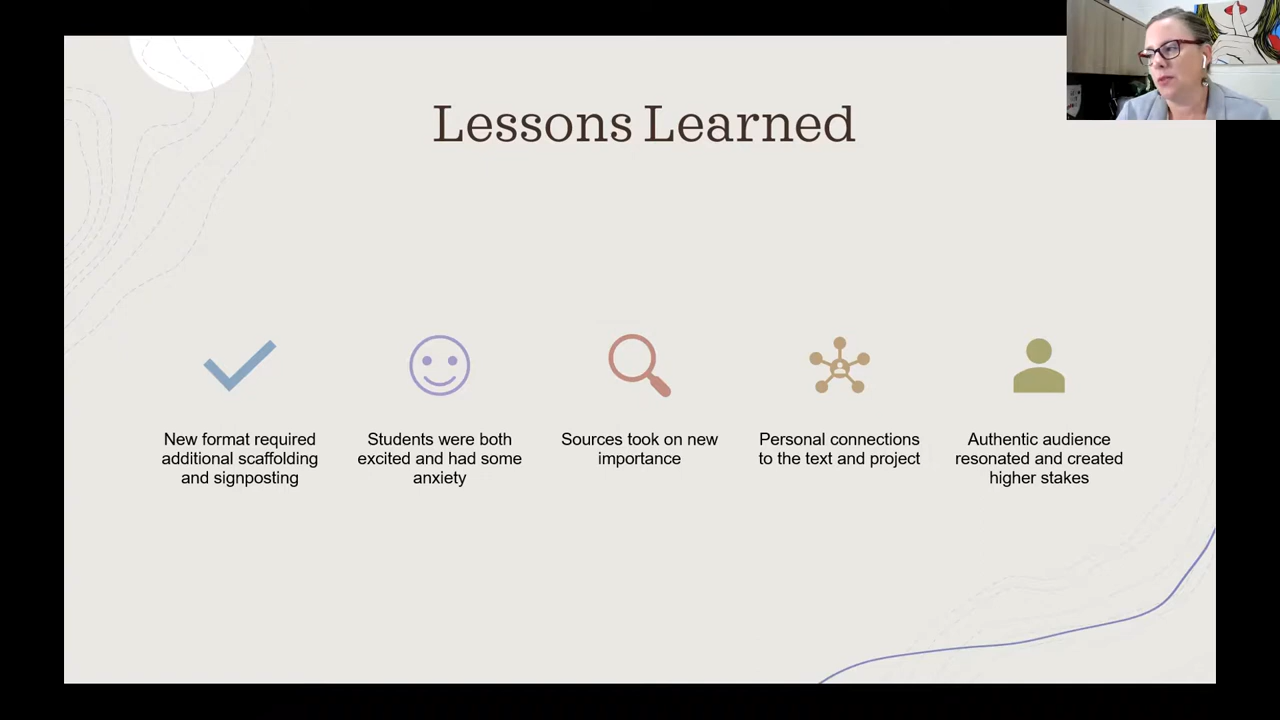 Lessons Learned
New format required
additional scaffolding
and signposting
Students were both
excited and had some
anxiety
Sources took on new
importance
Personal connections
to the text and project
Authentic audience
resonated and created
higher stakes